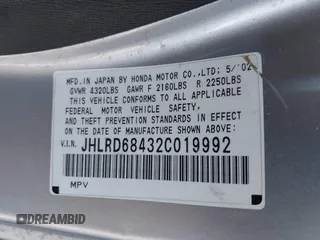 MFD. IN JAPAN BY HONDA MOTOR CO.,LTD: 5/'02
GVWR 4320LBS GAWR F 2160LBS R 2250LBS
THIS VEHICLE CONFORMS TO ALL APPLICABLE
FEDERAL MOTOR VEHICLE SAFETY,
AND THEFT PREVENTION STANDARDS IN EFFECT
ON THE DATE OF MANUFACTURE SHOWN ABOVE.
V.I.N. JHLRD68432C019992
MPV
DREAMBID